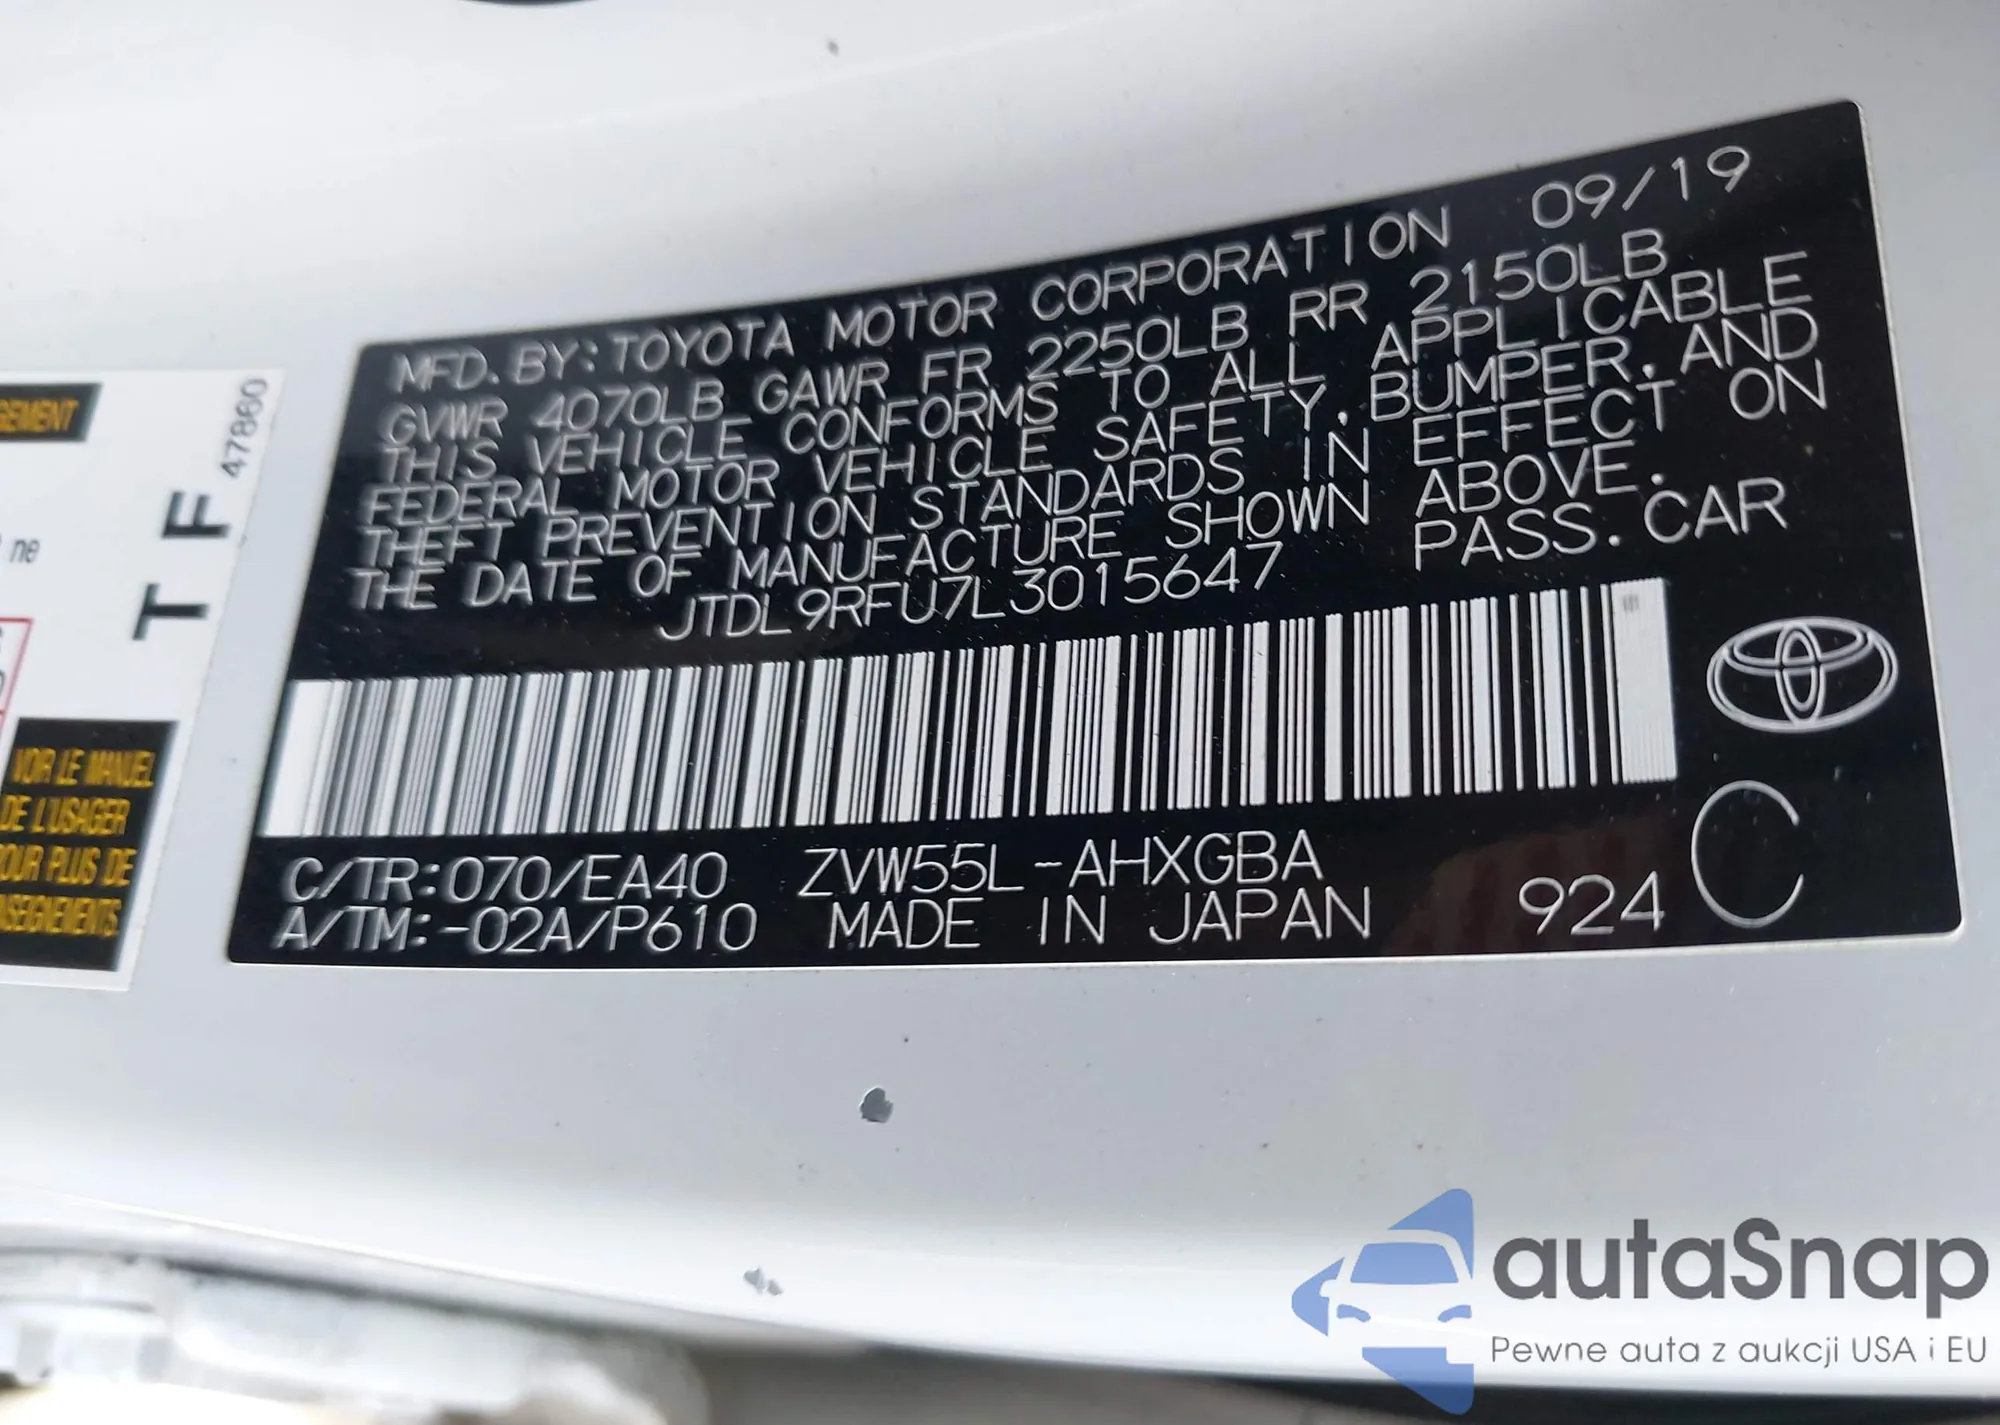 GEMENT
ne
T F 47860
VOIR LE MANUEL
DE L'USAGER
POUR PLUS DE
MFD. BY: TOYOTA MOTOR CORPORATION 09/19
GVWR 4070LB GAWR FR 2250LB RR 2150LB
THIS VEHICLE CONFORMS TO ALL APPLICABLE
FEDERAL MOTOR VEHICLE SAFETY, BUMPER, AND
THEFT PREVENTION STANDARDS IN EFFECT ON
THE DATE OF MANUFACTURE SHOWN ABOVE.
JTDL9RFU7L3015647 PASS. CAR
C/TR:070/EA40 ZVW55L-AHXGBA
A/TM:-02A/P610 MADE IN JAPAN 924 C
autaSnap
Pewne auta z aukcji USA i EU